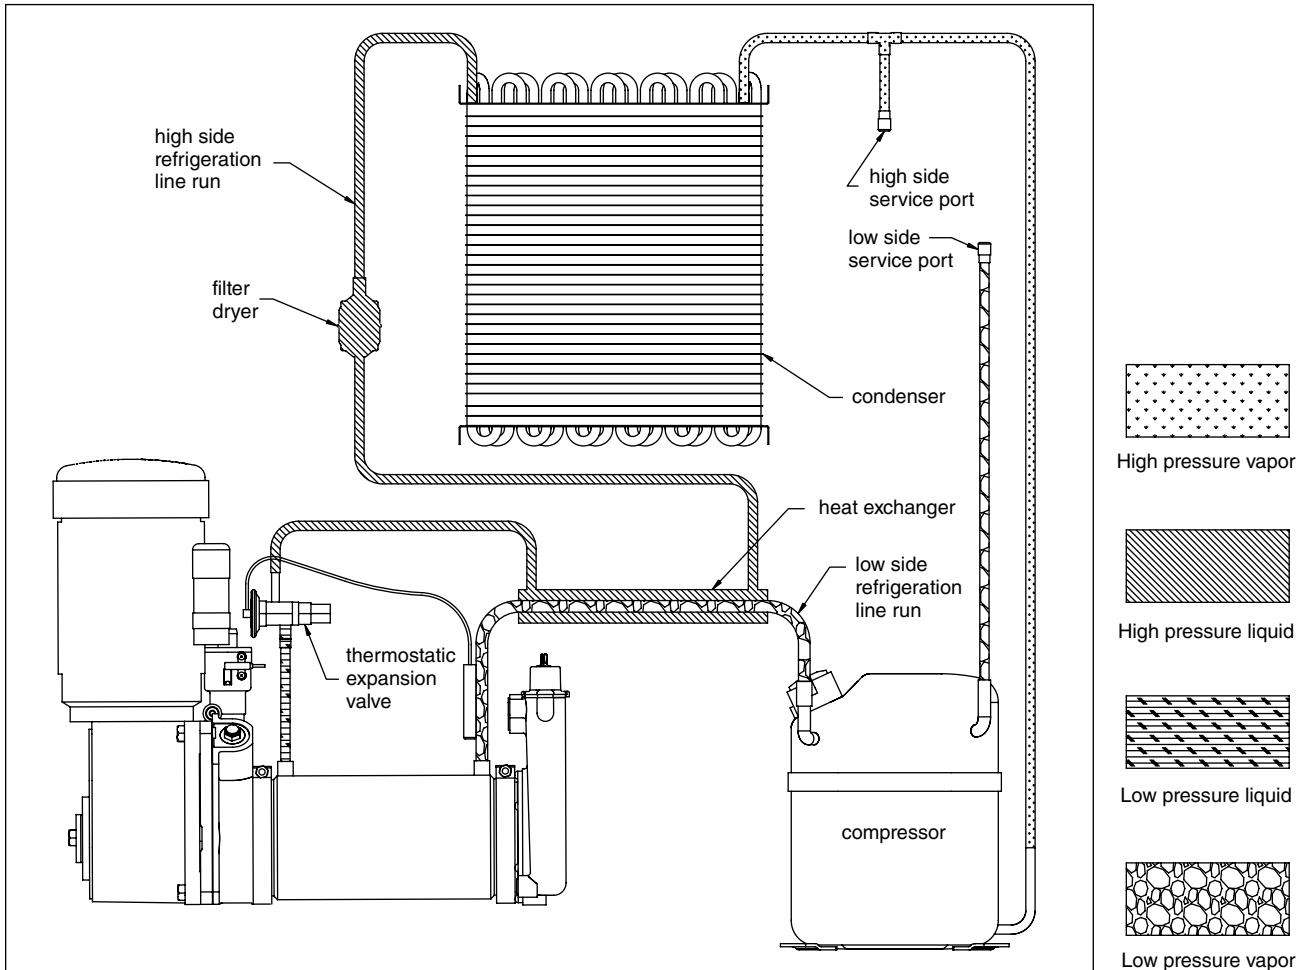 high side
refrigeration
line run
high side
service port
low side
service port
filter
dryer
condenser
heat exchanger
low side
refrigeration
line run
thermostatic
expansion
valve
compressor
High pressure vapor
High pressure liquid
Low pressure liquid
Low pressure vapor